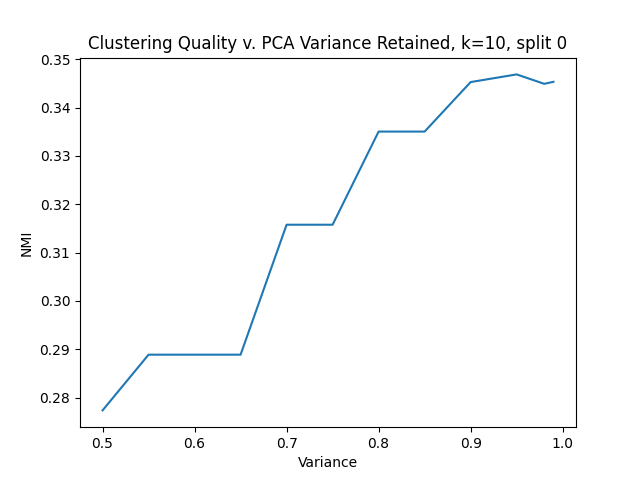 Clustering Quality v. PCA Variance Retained, k=10, split 0
0.35
0.34
0.33
0.32
0.31
0.30
0.29
0.28
NMI
0.5 0.6 0.7 0.8 0.9 1.0
Variance